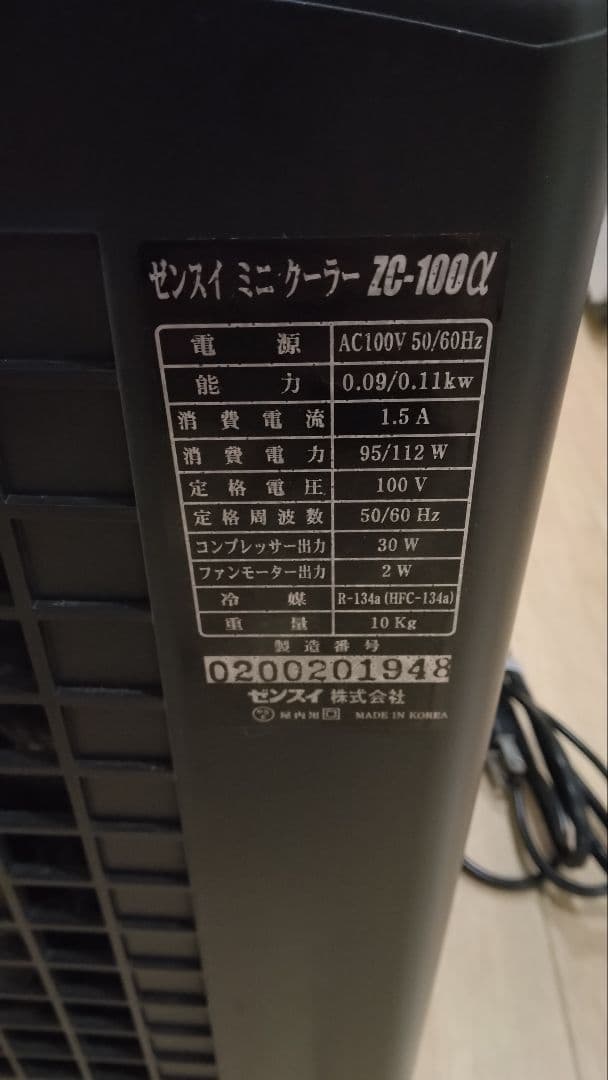 ゼンスイ ミニ クーラー ZC-100α
電源 AC100V 50/60Hz
能力 0.09/0.11kw
消費電流 1.5 A
消費電力 95/112 W
定格電圧 100 V
定格周波数 50/60 Hz
コンプレッサー出力 30 W
ファンモーター出力 2 W
冷媒 R-134a (HFC-134a)
重量 10 Kg
製造番号
0200201948
ゼンスイ 株式会社
屋内用 MADE IN KOREA